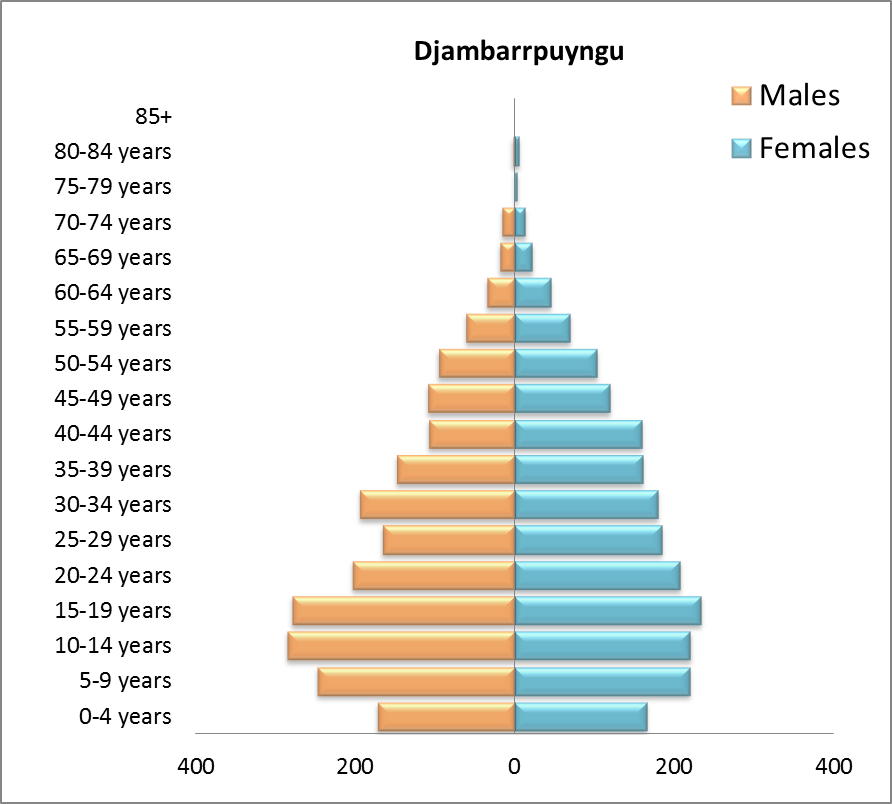 Djambarrpuyngu
Males
Females
85+
80-84 years
75-79 years
70-74 years
65-69 years
60-64 years
55-59 years
50-54 years
45-49 years
40-44 years
35-39 years
30-34 years
25-29 years
20-24 years
15-19 years
10-14 years
5-9 years
0-4 years
400 200 0 200 400